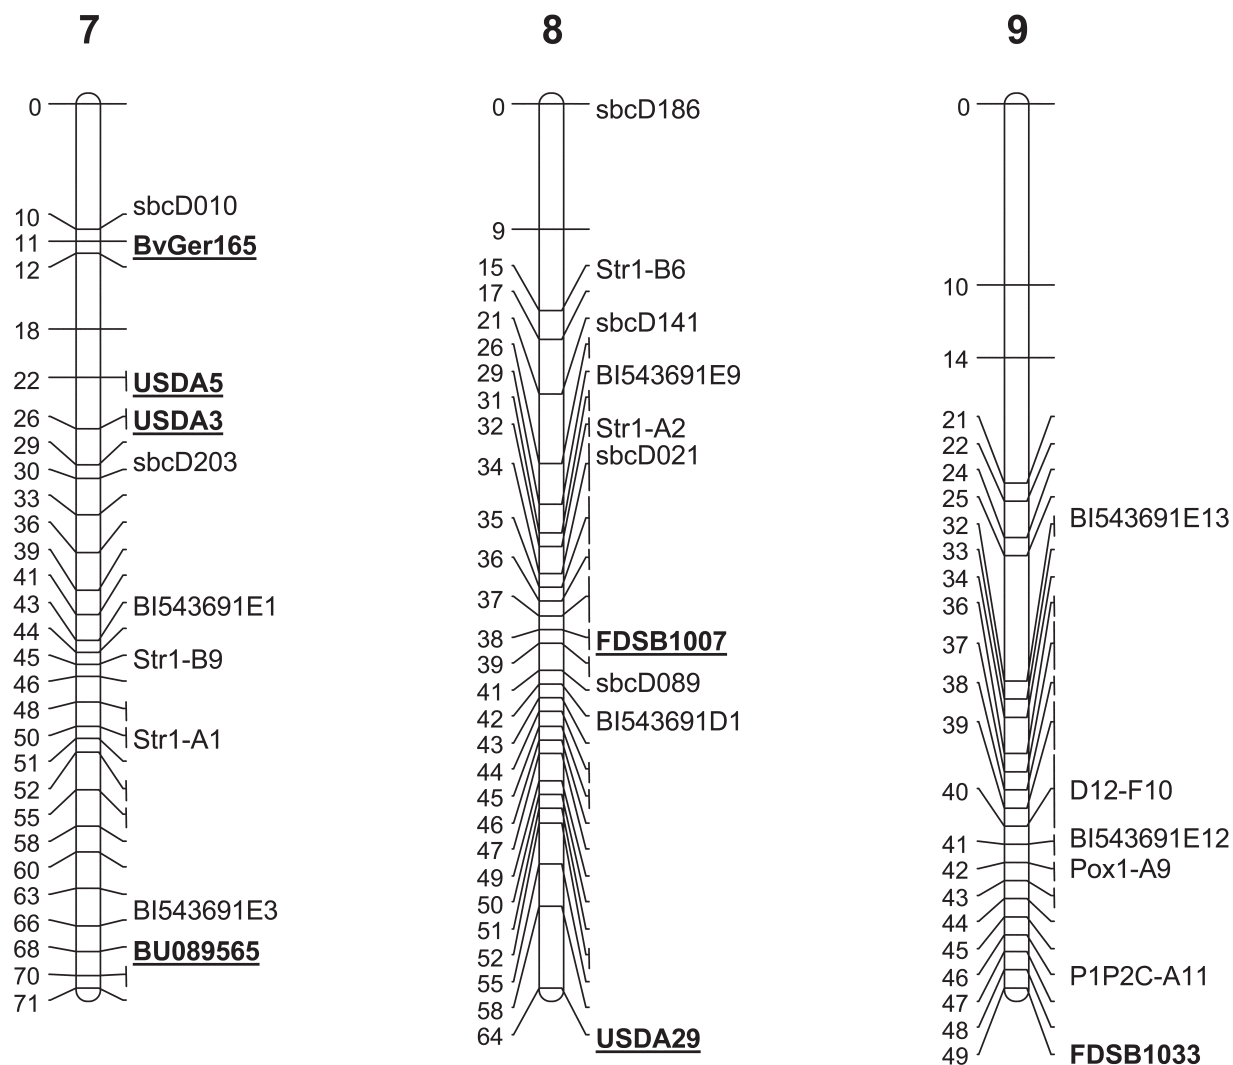 7
0
10 sbcD010
11 BvGer165
12
18
22 USDA5
26 USDA3
29
30 sbcD203
33
36
39
41
43 BI543691E1
44
45 Str1-B9
46
48
50 Str1-A1
51
52
55
58
60
63
66 BI543691E3
68 BU089565
70
71
8
0 sbcD186
9
15 Str1-B6
17
21 sbcD141
26
29 BI543691E9
31
32 Str1-A2
34 sbcD021
35
36
37
38 FDSB1007
39
41 sbcD089
42 BI543691D1
43
44
45
46
47
49
50
51
52
55
58
64 USDA29
9
0
10
14
21
22
24
25
32 BI543691E13
33
34
36
37
38
39
40 D12-F10
41 BI543691E12
42 Pox1-A9
43
44
45
46 P1P2C-A11
47
48
49 FDSB1033